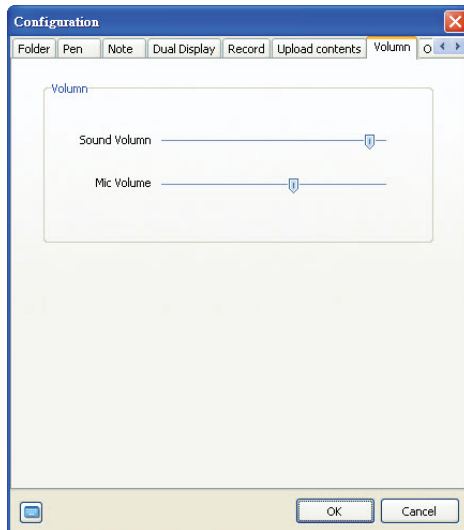 Configuration
Folder Pen Note Dual Display Record Upload contents Volumn O
Volumn
Sound Volumn
Mic Volume
OK Cancel